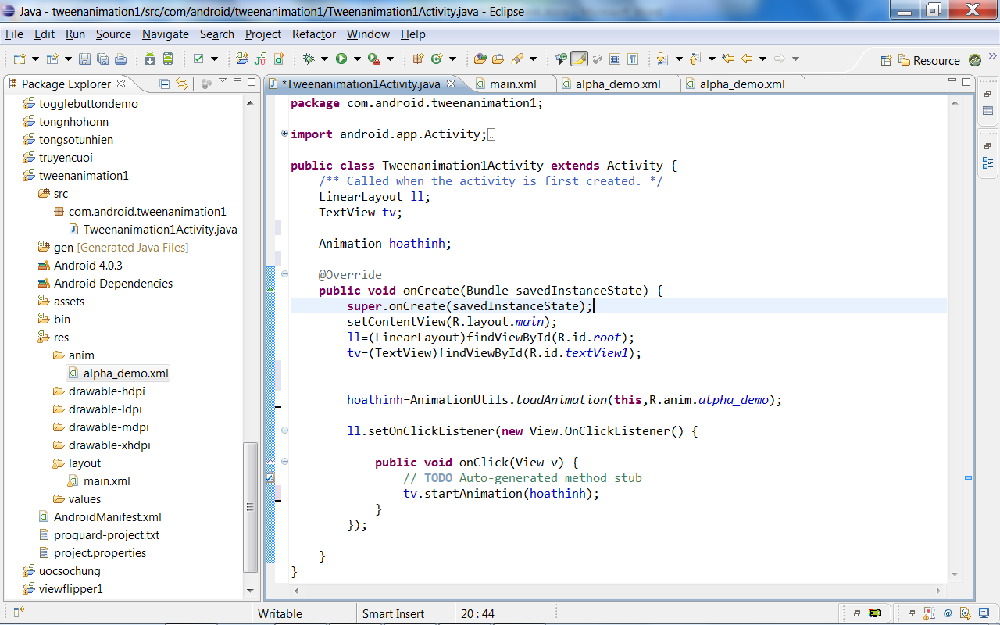 Java - tweenanimation1/src/com/android/tweenanimation1/Tweenanimation1Activity.java - Eclipse
File Edit Run Source Navigate Search Project Refactor Window Help
Resource
Package Explorer
*Tweenanimation1Activity.java
main.xml
alpha_demo.xml
alpha_demo.xml
togglebuttondemo
tongnhohonn
tongsotunhien
truyencuoi
tweenanimation1
src
com.android.tweenanimation1
Tweenanimation1Activity.java
gen [Generated Java Files]
Android 4.0.3
Android Dependencies
assets
bin
res
anim
alpha_demo.xml
drawable-hdpi
drawable-ldpi
drawable-mdpi
drawable-xhdpi
layout
main.xml
values
AndroidManifest.xml
proguard-project.txt
project.properties
uocsochung
viewflipper1
package com.android.tweenanimation1;
import android.app.Activity;
public class Tweenanimation1Activity extends Activity {
/** Called when the activity is first created. */
LinearLayout ll;
TextView tv;
Animation hoathinh;
@Override
public void onCreate(Bundle savedInstanceState) {
super.onCreate(savedInstanceState);
setContentView(R.layout.main);
ll=(LinearLayout)findViewById(R.id.root);
tv=(TextView)findViewById(R.id.textView1);
hoathinh=AnimationUtils.loadAnimation(this,R.anim.alpha_demo);
ll.setOnClickListener(new View.OnClickListener() {
public void onClick(View v) {
// TODO Auto-generated method stub
tv.startAnimation(hoathinh);
}
});
}
}
Writable
Smart Insert
20 : 44